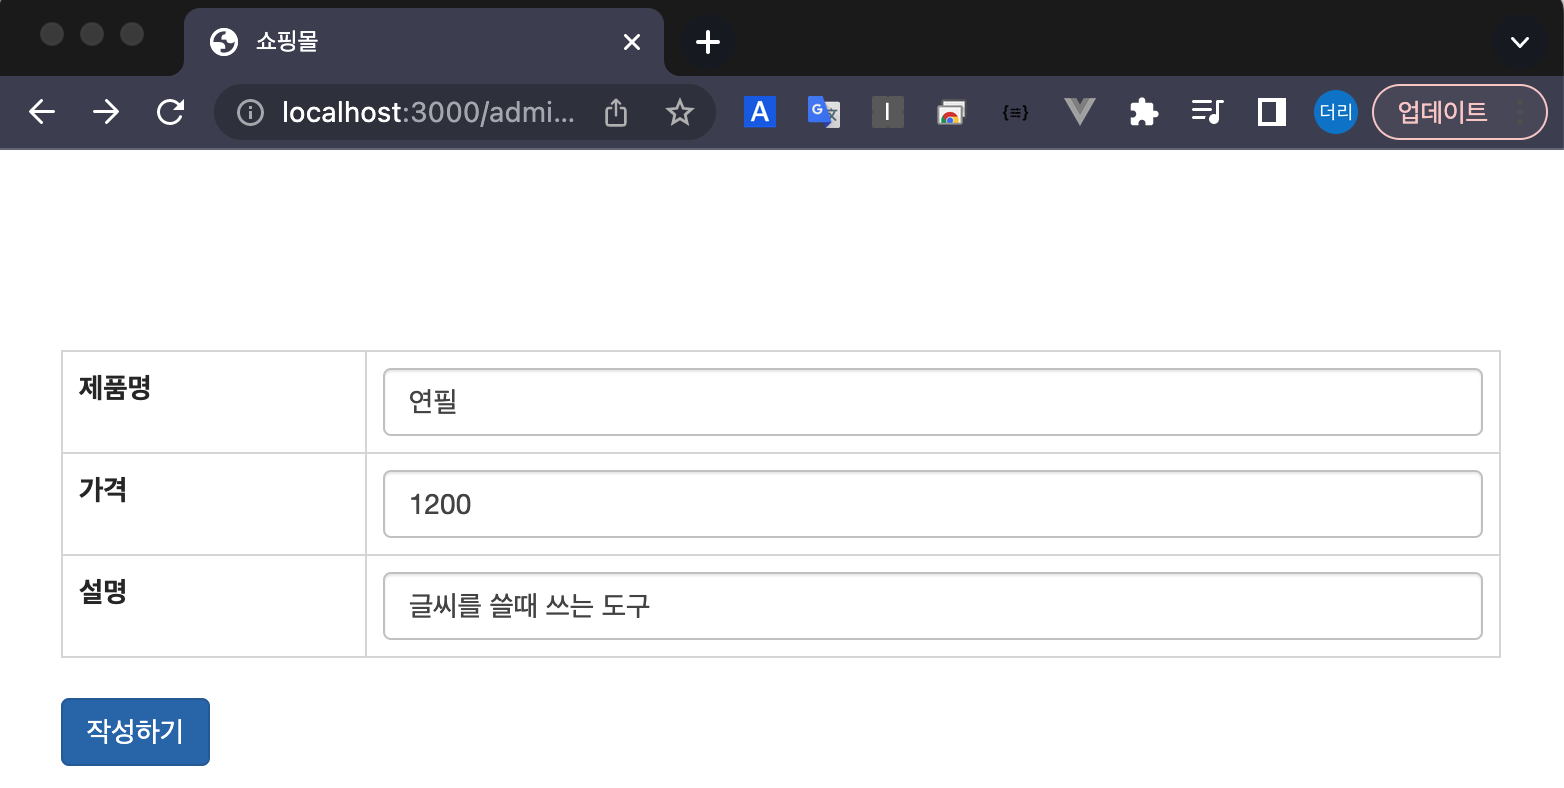 쇼핑몰
localhost:3000/admi...
A
G 文
I
{≡}
더리
업데이트
제품명
연필
가격
1200
설명
글씨를 쓸때 쓰는 도구
작성하기